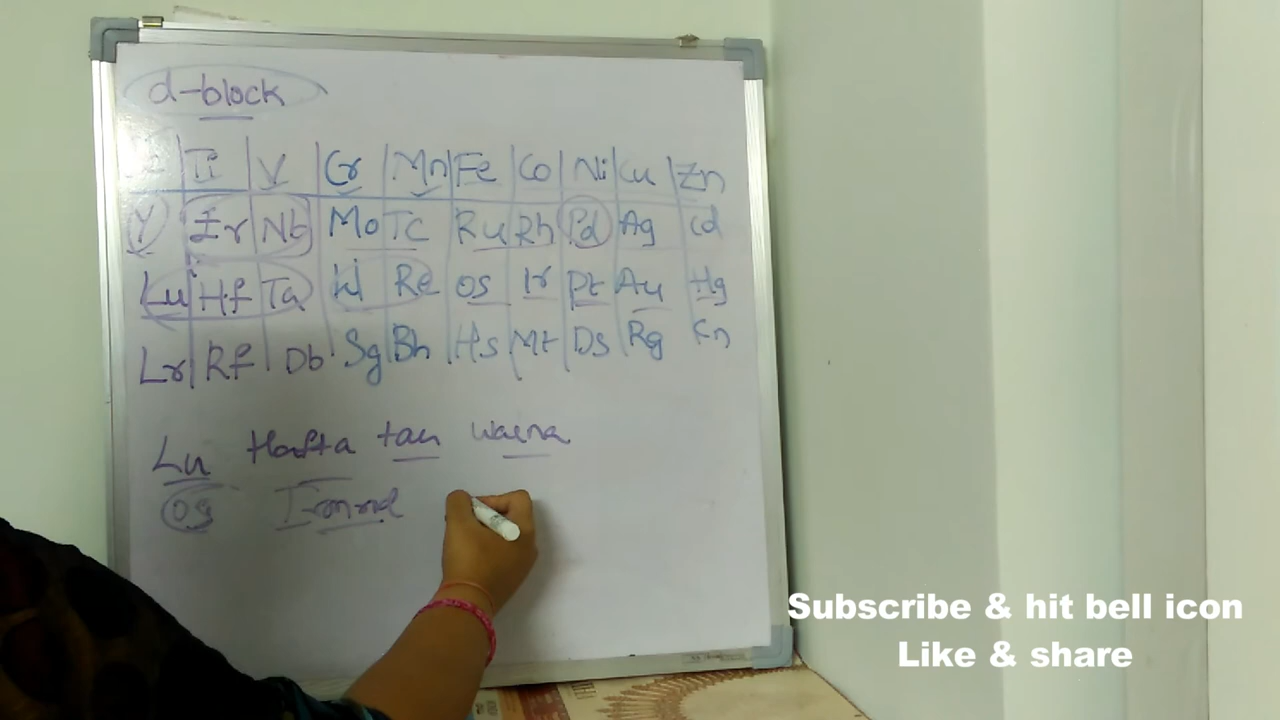 d-block
Ti V Cr Mn Fe Co Ni Cu Zn
Y Zr Nb Mo Tc Ru Rh Pd Ag Cd
Lu Hf Ta W Re Os Ir Pt Au Hg
Lr Rf Db Sg Bh Hs Mt Ds Rg Cn
Lu Hafta tau
Os
Subscribe & hit bell icon
Like & share